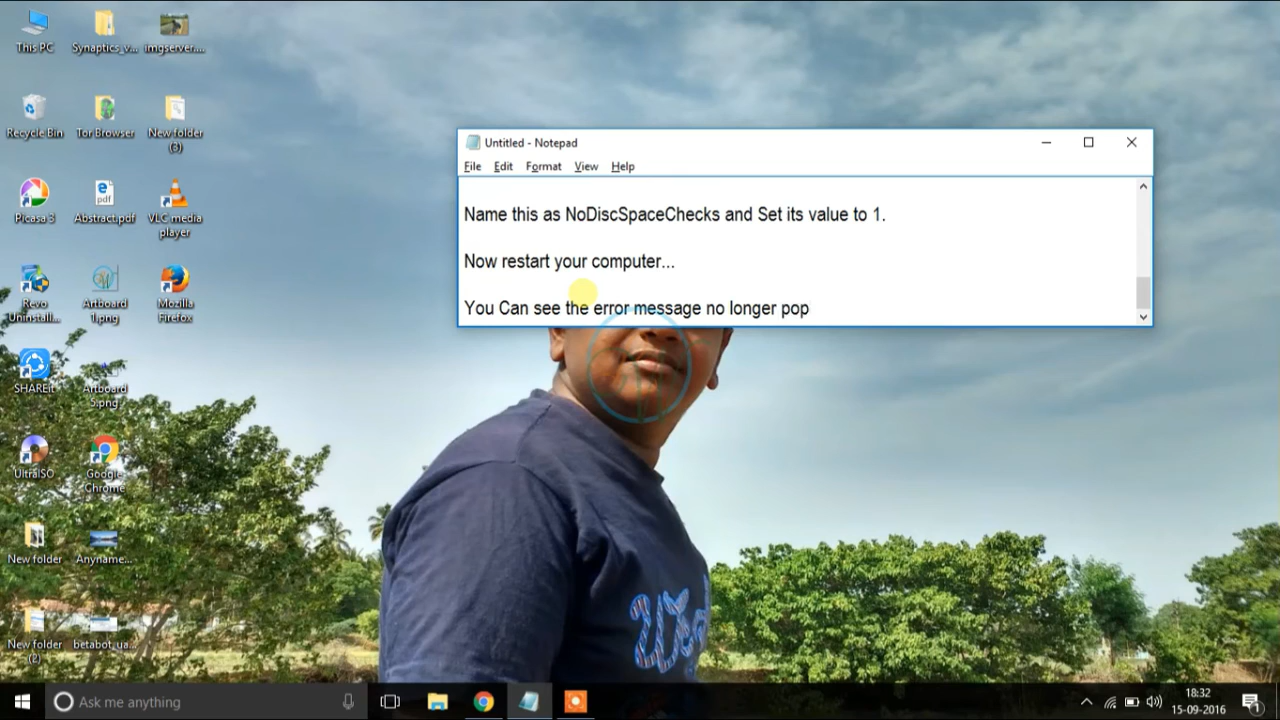 This PC
Synaptics_v...
imgserver....
Recycle Bin
Tor Browser
New folder
(3)
Picasa 3
Abstract.pdf
VLC media
player
Revo
Uninstall...
Artboard
1.png
Mozilla
Firefox
SHAREit
Artboard
5.png
UltraISO
Google
Chrome
New folder
Anyname...
New folder
(2)
betabot_ua...
Untitled - Notepad
File Edit Format View Help
Name this as NoDiscSpaceChecks and Set its value to 1.
Now restart your computer...
You Can see the error message no longer pop
Ask me anything
18:32
15-09-2016
1